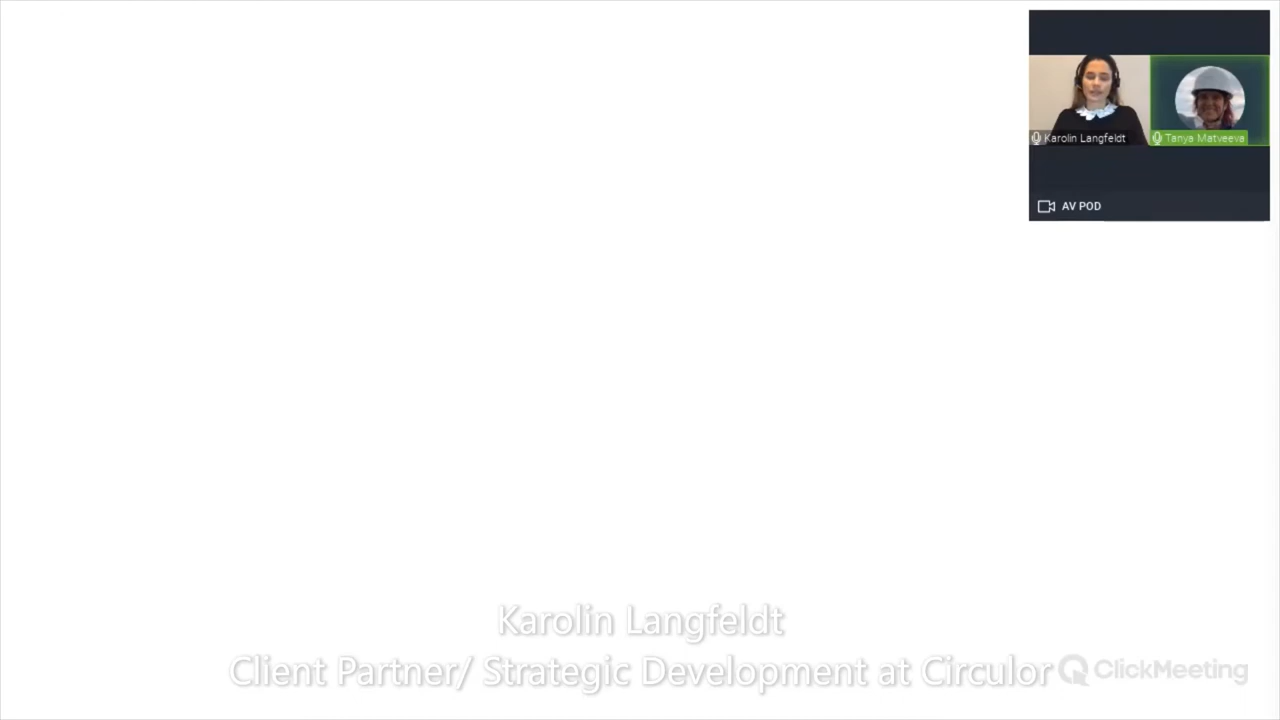 Karolin Langfeldt
Tanya Matveeva
AV POD
Karolin Langfeldt
Client Partner/ Strategic Development at Circulor
ClickMeeting